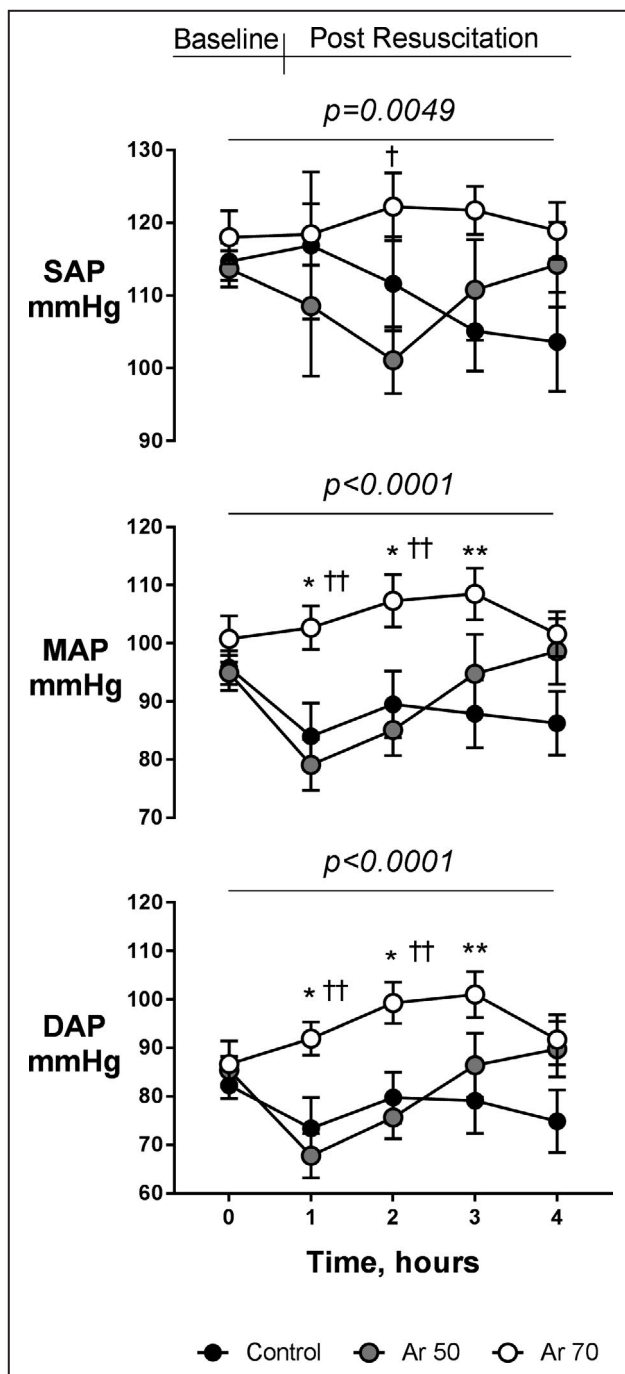 Baseline Post Resuscitation
p=0.0049
130
†
120
SAP
mmHg
110
100
90
p<0.0001
120
* †† * †† **
110
100
MAP
mmHg
90
80
70
p<0.0001
120
110
* †† * †† **
100
DAP
mmHg
90
80
70
60
0 1 2 3 4
Time, hours
Control Ar 50 Ar 70